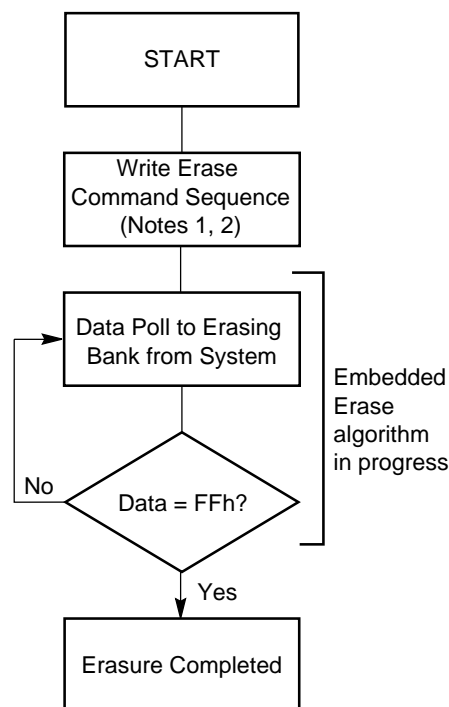 START
Write Erase
Command Sequence
(Notes 1, 2)
Data Poll to Erasing
Bank from System
Embedded
Erase
algorithm
in progress
No
Data = FFh?
Yes
Erasure Completed